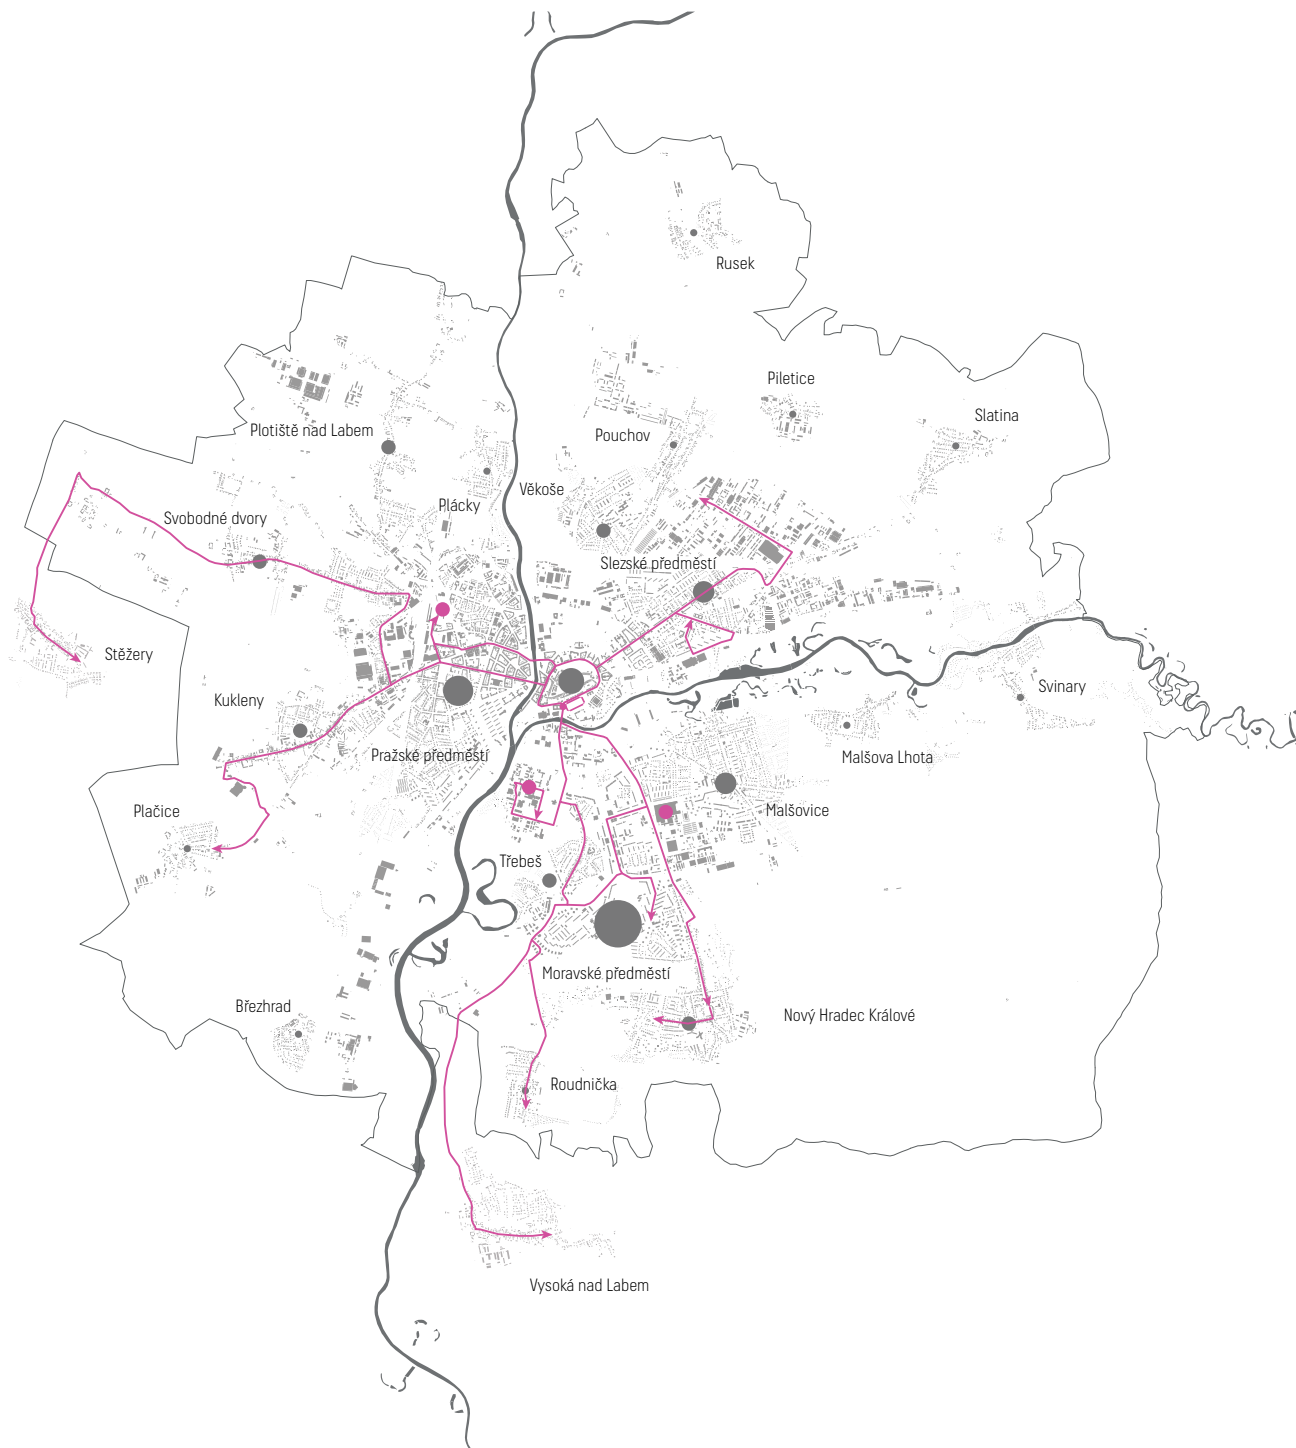 Rusek
Piletice
Slatina
Plotiště nad Labem
Pouchov
Věkoše
Plácky
Svobodné dvory
Slezské předměstí
Stěžery
Svinary
Kukleny
Pražské předměstí
Malšova Lhota
Plačice
Malšovice
Třebeš
Moravské předměstí
Březhrad
Nový Hradec Králové
Roudnička
Vysoká nad Labem